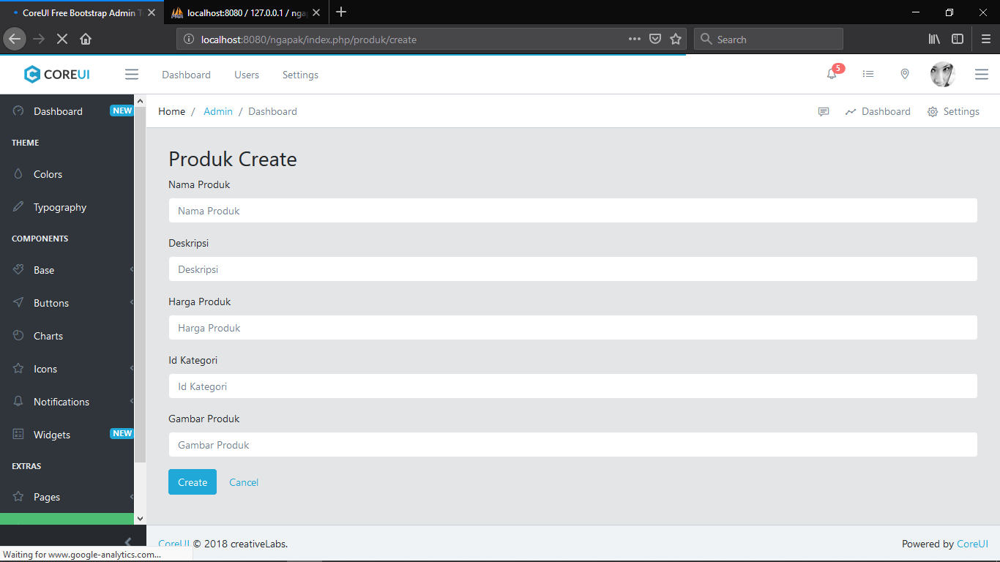 CoreUI Free Bootstrap Admin T
localhost:8080 / 127.0.0.1 / nga
localhost:8080/ngapak/index.php/produk/create
Search
COREUI
Dashboard
Users
Settings
5
Dashboard
NEW
THEME
Colors
Typography
COMPONENTS
Base
Buttons
Charts
Icons
Notifications
Widgets
NEW
EXTRAS
Pages
Home / Admin / Dashboard
Dashboard
Settings
Produk Create
Nama Produk
Nama Produk
Deskripsi
Deskripsi
Harga Produk
Harga Produk
Id Kategori
Id Kategori
Gambar Produk
Gambar Produk
Create
Cancel
CoreUI © 2018 creativeLabs.
Powered by CoreUI
Waiting for www.google-analytics.com...